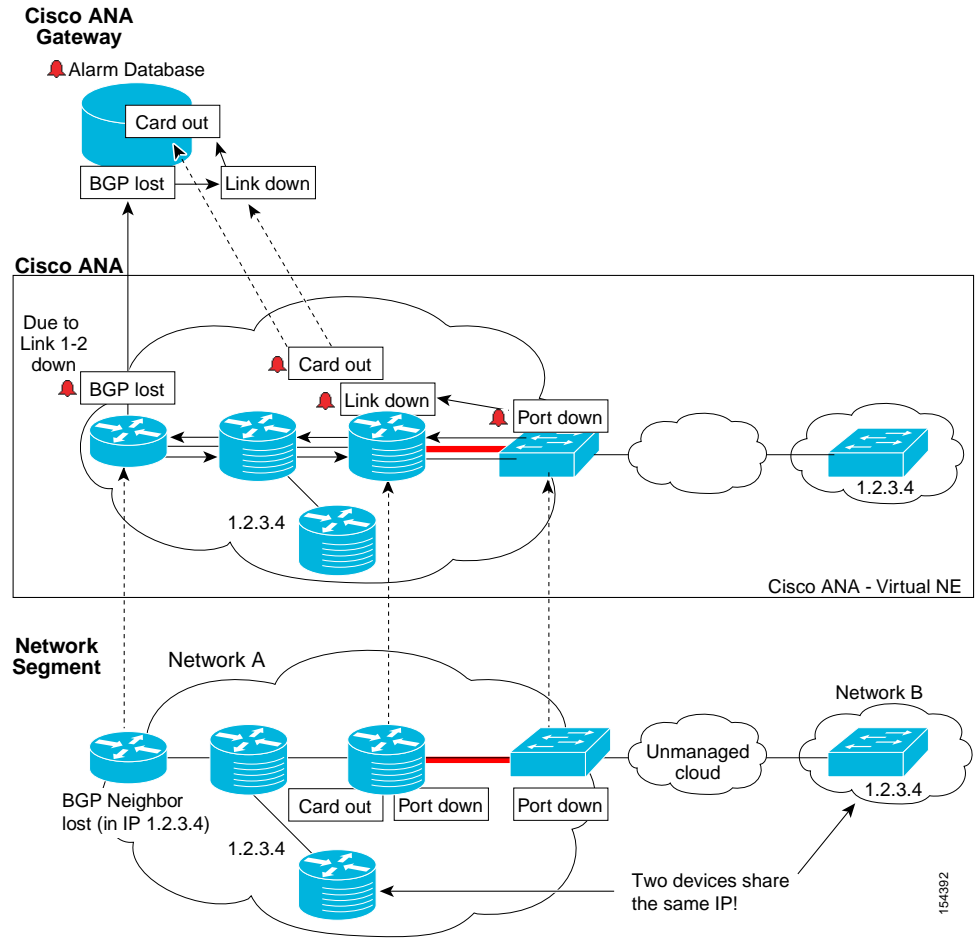 Cisco ANA
Gateway
Alarm Database
Card out
BGP lost
Link down
Cisco ANA
Due to
Link 1-2
down
Card out
BGP lost
Link down
Port down
1.2.3.4
1.2.3.4
Cisco ANA - Virtual NE
Network
Segment
Network A
Network B
Unmanaged
cloud
1.2.3.4
Card out
Port down
Port down
BGP Neighbor
lost (in IP 1.2.3.4)
1.2.3.4
Two devices share
the same IP!
154392